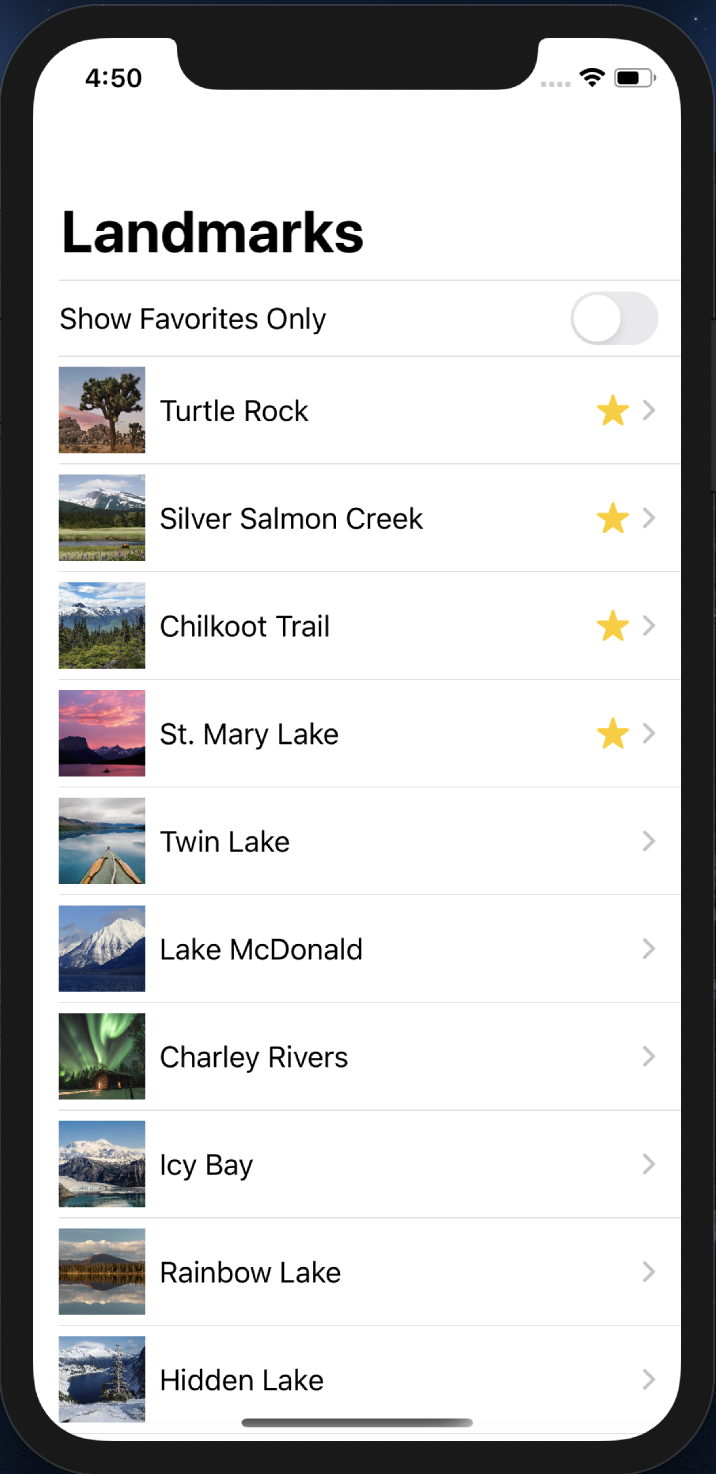 4:50
Landmarks
Show Favorites Only
Turtle Rock
Silver Salmon Creek
Chilkoot Trail
St. Mary Lake
Twin Lake
Lake McDonald
Charley Rivers
Icy Bay
Rainbow Lake
Hidden Lake